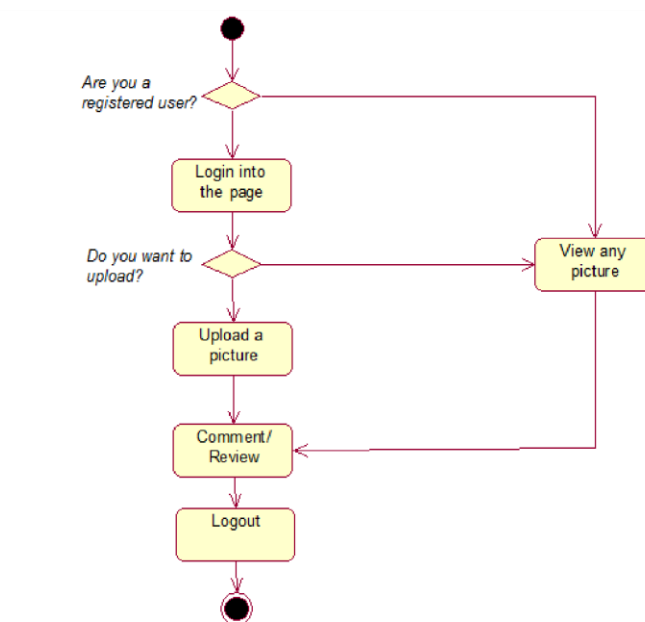 Are you a
registered user?
Login into
the page
Do you want to
upload?
View any
picture
Upload a
picture
Comment/
Review
Logout